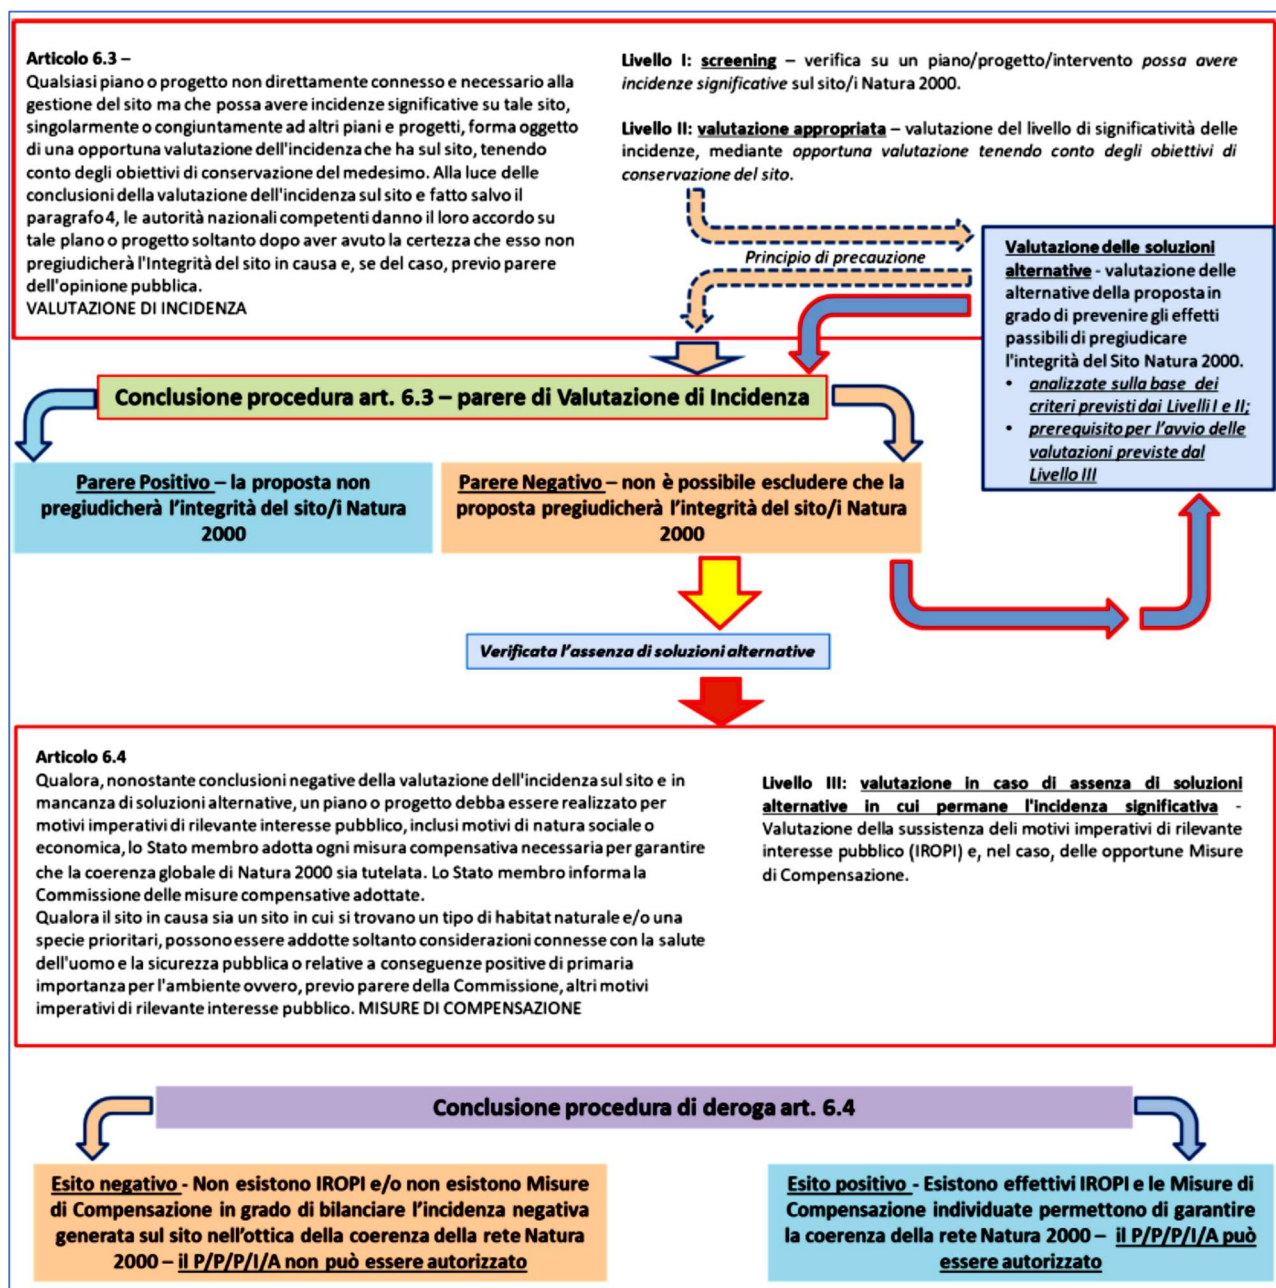 Articolo 6.3 –
Qualsiasi piano o progetto non direttamente connesso e necessario alla
gestione del sito ma che possa avere incidenze significative su tale sito,
singolarmente o congiuntamente ad altri piani e progetti, forma oggetto
di una opportuna valutazione dell'incidenza che ha sul sito, tenendo
conto degli obiettivi di conservazione del medesimo. Alla luce delle
conclusioni della valutazione dell'incidenza sul sito e fatto salvo il
paragrafo 4, le autorità nazionali competenti danno il loro accordo su
tale plano o progetto soltanto dopo aver avuto la certezza che esso non
pregiudicherà l'Integrità del sito in causa e, se del caso, previo parere
dell'opinione pubblica.
VALUTAZIONE DI INCIDENZA
Livello I: screening – verifica su un piano/progetto/intervento possa avere
incidenze significative sul sito/i Natura 2000.
Livello II: valutazione appropriata – valutazione del livello di significatività delle
incidenze, mediante opportuna valutazione tenendo conto degli obiettivi di
conservazione del sito.
Principio di precauzione
Valutazione delle soluzioni
alternative - valutazione delle
alternative della proposta in
grado di prevenire gli effetti
passibili di pregiudicare
l'integrità del Sito Natura 2000.
• analizzate sulla base dei
criteri previsti dai Livelli I e II;
• prerequisito per l'avvio delle
valutazioni previste dal
Livello III
Conclusione procedura art. 6.3 – parere di Valutazione di Incidenza
Parere Positivo – la proposta non
pregiudicherà l'integrità del sito/i Natura
2000
Parere Negativo – non è possibile escludere che la
proposta pregiudicherà l'integrità del sito/i Natura
2000
Verificata l'assenza di soluzioni alternative
Articolo 6.4
Qualora, nonostante conclusioni negative della valutazione dell'incidenza sul sito e in
mancanza di soluzioni alternative, un piano o progetto debba essere realizzato per
motivi imperativi di rilevante interesse pubblico, inclusi motivi di natura sociale o
economica, lo Stato membro adotta ogni misura compensativa necessaria per garantire
che la coerenza globale di Natura 2000 sia tutelata. Lo Stato membro informa la
Commissione delle misure compensative adottate.
Qualora il sito in causa sia un sito in cui si trovano un tipo di habitat naturale e/o una
specie prioritari, possono essere addotte soltanto considerazioni connesse con la salute
dell'uomo e la sicurezza pubblica o relative a conseguenze positive di primaria
importanza per l'ambiente ovvero, previo parere della Commissione, altri motivi
imperativi di rilevante interesse pubblico. MISURE DI COMPENSAZIONE
Livello III: valutazione in caso di assenza di soluzioni
alternative in cui permane l'incidenza significativa -
Valutazione della sussistenza deli motivi imperativi di rilevante
interesse pubblico (IROPI) e, nel caso, delle opportune Misure
di Compensazione.
Conclusione procedura di deroga art. 6.4
Esito negativo - Non esistono IROPI e/o non esistono Misure
di Compensazione in grado di bilanciare l'incidenza negativa
generata sul sito nell'ottica della coerenza della rete Natura
2000 – il P/P/P/I/A non può essere autorizzato
Esito positivo - Esistono effettivi IROPI e le Misure di
Compensazione individuate permettono di garantire
la coerenza della rete Natura 2000 – il P/P/P/I/A può
essere autorizzato